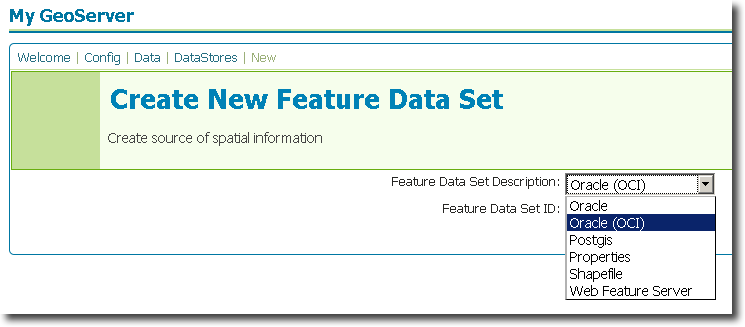 My GeoServer
Welcome | Config | Data | DataStores | New
Create New Feature Data Set
Create source of spatial information
Feature Data Set Description: Oracle (OCI)
Feature Data Set ID:
Oracle
Oracle (OCI)
Postgis
Properties
Shapefile
Web Feature Server